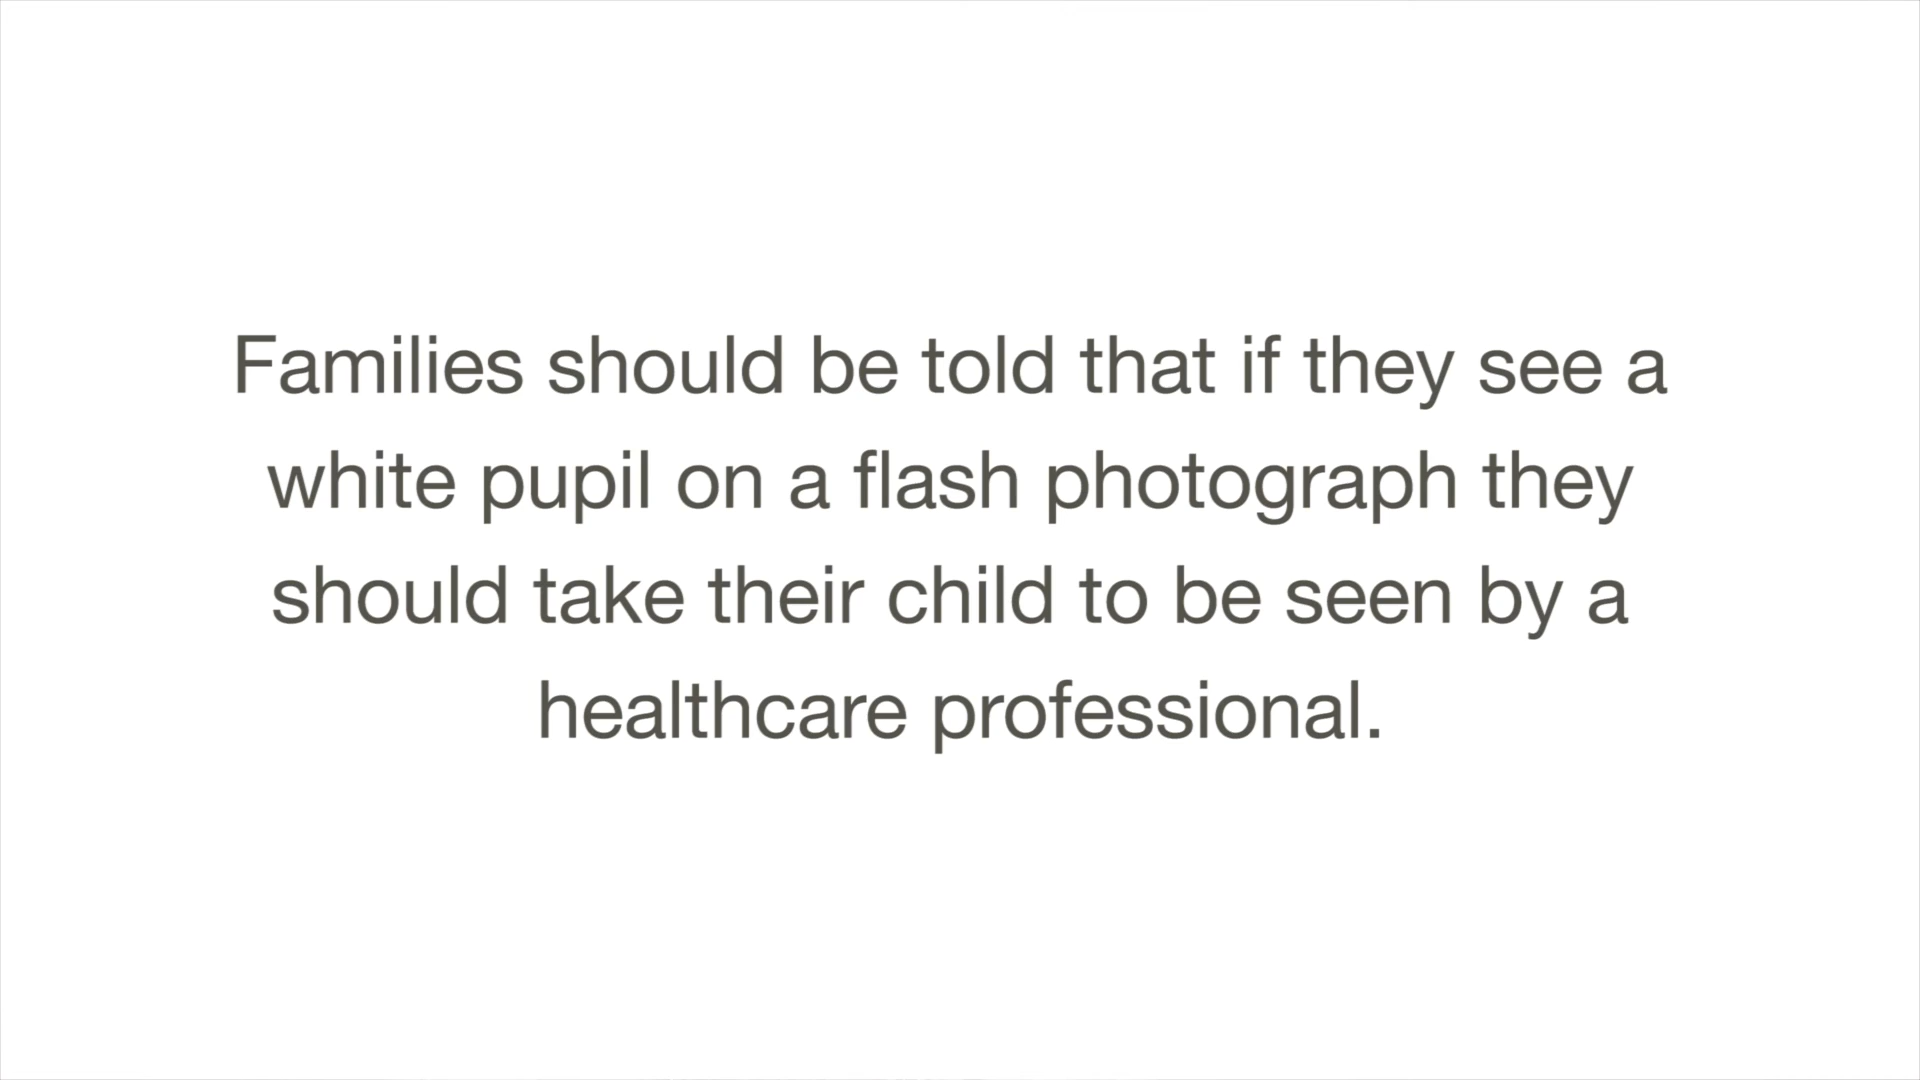 Families should be told that if they see a
white pupil on a flash photograph they
should take their child to be seen by a
healthcare professional.